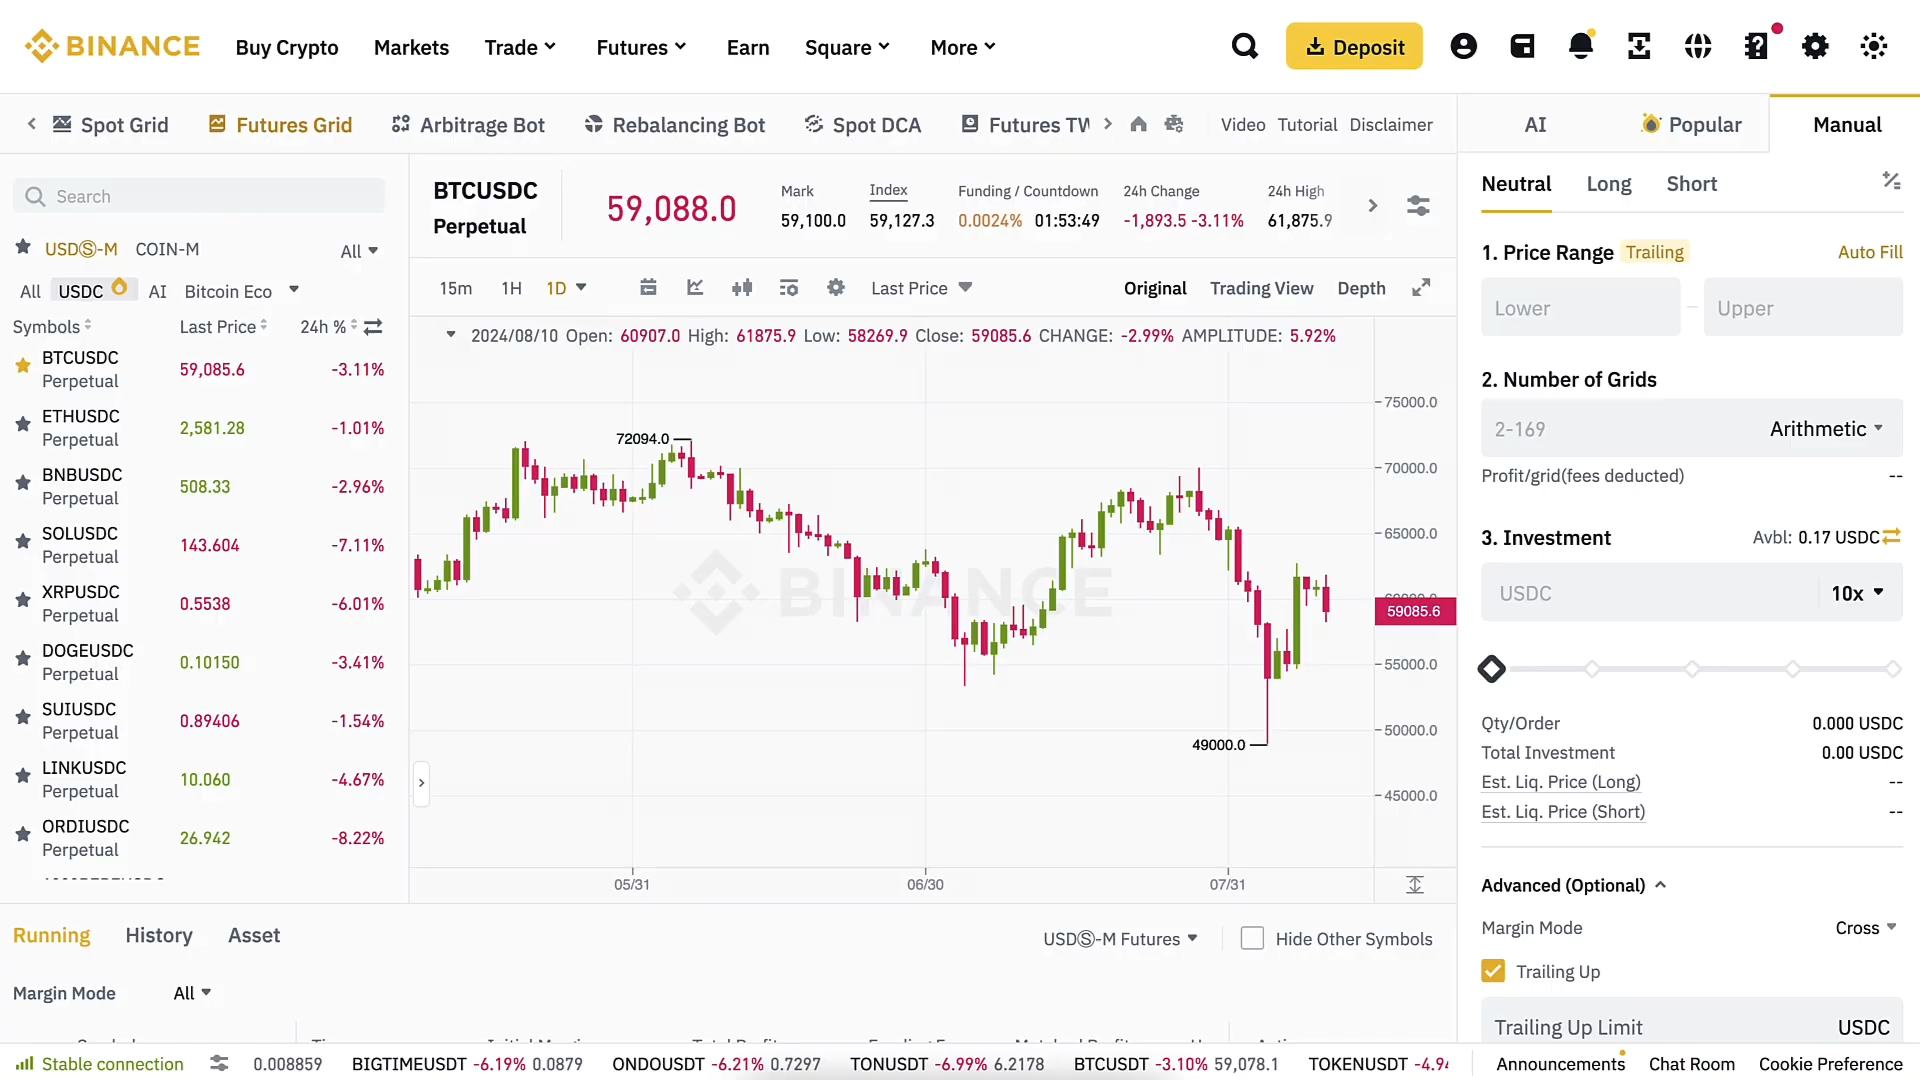 BINANCE
Buy Crypto
Markets
Trade
Futures
Earn
Square
More
Deposit
Spot Grid
Futures Grid
Arbitrage Bot
Rebalancing Bot
Spot DCA
Futures TW
Video
Tutorial
Disclaimer
AI
Popular
Manual
Search
USDⓈ-M
COIN-M
All
All
USDC
AI
Bitcoin Eco
Symbols
Last Price
24h %
BTCUSDC 59,085.6 -3.11%
Perpetual
ETHUSDC 2,581.28 -1.01%
Perpetual
BNBUSDC 508.33 -2.96%
Perpetual
SOLUSDC 143.604 -7.11%
Perpetual
XRPUSDC 0.5538 -6.01%
Perpetual
DOGEUSDC 0.10150 -3.41%
Perpetual
SUIUSDC 0.89406 -1.54%
Perpetual
LINKUSDC 10.060 -4.67%
Perpetual
ORDIUSDC 26.942 -8.22%
Perpetual
BTCUSDC
Perpetual
59,088.0
Mark
59,100.0
Index
59,127.3
Funding / Countdown
0.0024% 01:53:49
24h Change
-1,893.5 -3.11%
24h High
61,875.9
15m
1H
1D
Last Price
Original
Trading View
Depth
2024/08/10 Open: 60907.0 High: 61875.9 Low: 58269.9 Close: 59085.6 CHANGE: -2.99% AMPLITUDE: 5.92%
75000.0
72094.0
70000.0
65000.0
BINANCE
60000.0
59085.6
55000.0
50000.0
49000.0
45000.0
05/31
06/30
07/31
Neutral
Long
Short
1. Price Range Trailing
Auto Fill
Lower
Upper
2. Number of Grids
2-169
Arithmetic
Profit/grid(fees deducted) --
3. Investment
Avbl: 0.17 USDC
USDC
10x
Qty/Order 0.000 USDC
Total Investment 0.00 USDC
Est. Liq. Price (Long) --
Est. Liq. Price (Short) --
Advanced (Optional)
Margin Mode
Cross
Trailing Up
Trailing Up Limit USDC
Running
History
Asset
USDⓈ-M Futures
Hide Other Symbols
Margin Mode
All
Stable connection
0.008859
BIGTIMEUSDT -6.19% 0.0879
ONDOUSDT -6.21% 0.7297
TONUSDT -6.99% 6.2178
BTCUSDT -3.10% 59,078.1
TOKENUSDT -4.94
Announcements
Chat Room
Cookie Preference